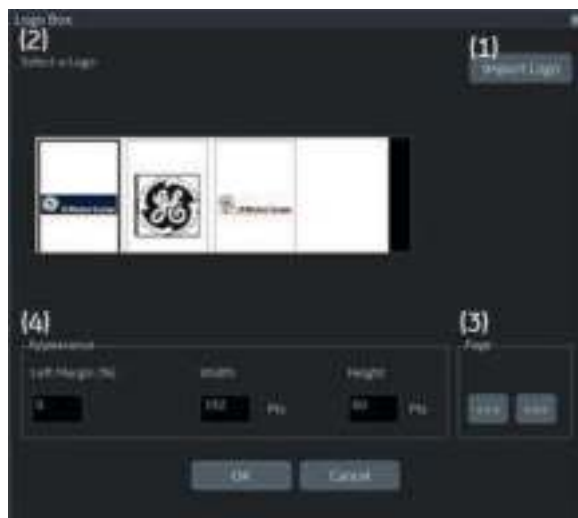 Logo Box
(2)
(1)
Select a Logo
Import Logo
(4)
(3)
Appearance
Page
Left Margin (%)
Width
Height
Pts
Pts
OK
Cancel